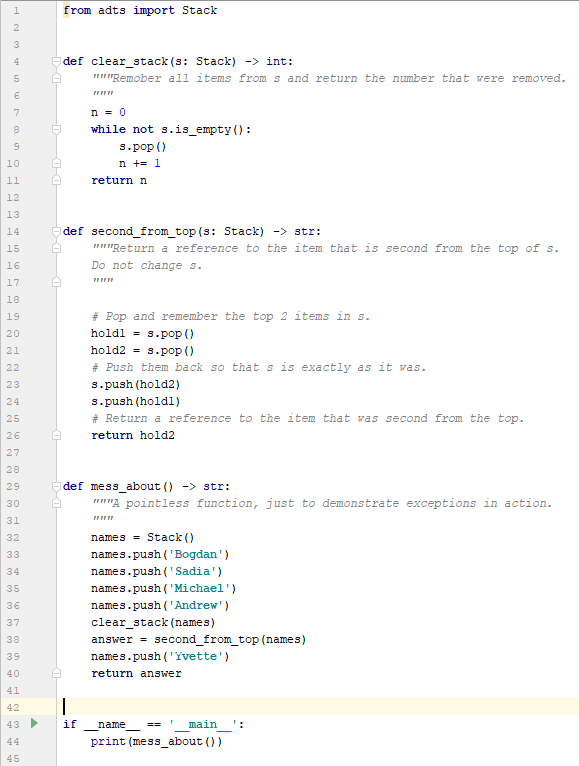 1 from adts import Stack
2
3
4 def clear_stack(s: Stack) -> int:
5     """Remober all items from s and return the number that were removed.
6     """
7     n = 0
8     while not s.is_empty():
9         s.pop()
10         n += 1
11     return n
12
13
14 def second_from_top(s: Stack) -> str:
15     """Return a reference to the item that is second from the top of s.
16     Do not change s.
17     """
18
19     # Pop and remember the top 2 items in s.
20     hold1 = s.pop()
21     hold2 = s.pop()
22     # Push them back so that s is exactly as it was.
23     s.push(hold2)
24     s.push(hold1)
25     # Return a reference to the item that was second from the top.
26     return hold2
27
28
29 def mess_about() -> str:
30     """A pointless function, just to demonstrate exceptions in action.
31     """
32     names = Stack()
33     names.push('Bogdan')
34     names.push('Sadia')
35     names.push('Michael')
36     names.push('Andrew')
37     clear_stack(names)
38     answer = second_from_top(names)
39     names.push('Yvette')
40     return answer
41
42
43 if __name__ == '__main__':
44     print(mess_about())
45